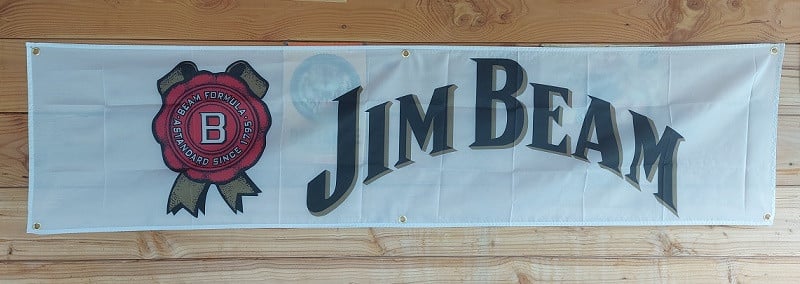 BEAM FORMULA
A STANDARD SINCE 1795
B
JIM BEAM